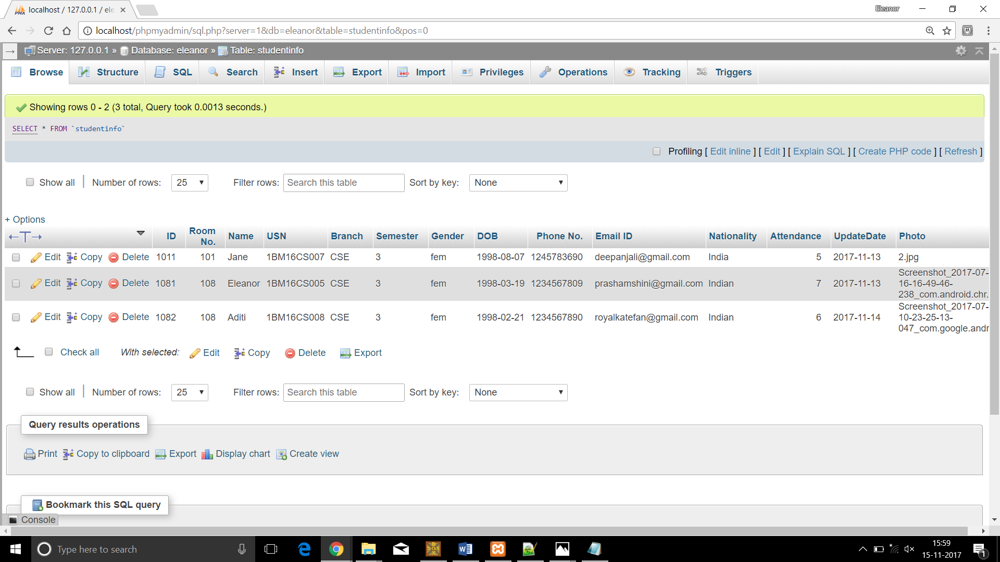 localhost / 127.0.0.1 / ele
Eleanor
localhost/phpmyadmin/sql.php?server=1&db=eleanor&table=studentinfo&pos=0
Server: 127.0.0.1 » Database: eleanor » Table: studentinfo
Browse Structure SQL Search Insert Export Import Privileges Operations Tracking Triggers
Showing rows 0 - 2 (3 total, Query took 0.0013 seconds.)
SELECT * FROM `studentinfo`
Profiling [ Edit inline ] [ Edit ] [ Explain SQL ] [ Create PHP code ] [ Refresh ]
Show all | Number of rows: 25 Filter rows: Search this table Sort by key: None
+ Options
←T→ ID Room No. Name USN Branch Semester Gender DOB Phone No. Email ID Nationality Attendance UpdateDate Photo
Edit Copy Delete 1011 101 Jane 1BM16CS007 CSE 3 fem 1998-08-07 1245783690 deepanjali@gmail.com India 5 2017-11-13 2.jpg
Edit Copy Delete 1081 108 Eleanor 1BM16CS005 CSE 3 fem 1998-03-19 1234567809 prashamshini@gmail.com Indian 7 2017-11-13 Screenshot_2017-07-
16-16-49-46-
238_com.android.chr.
Edit Copy Delete 1082 108 Aditi 1BM16CS008 CSE 3 fem 1998-02-21 1234567890 royalkatefan@gmail.com Indian 6 2017-11-14 Screenshot_2017-07-
10-23-25-13-
047_com.google.andr
Check all With selected: Edit Copy Delete Export
Show all | Number of rows: 25 Filter rows: Search this table Sort by key: None
Query results operations
Print Copy to clipboard Export Display chart Create view
Bookmark this SQL query
Console
Type here to search
15:59
15-11-2017
1